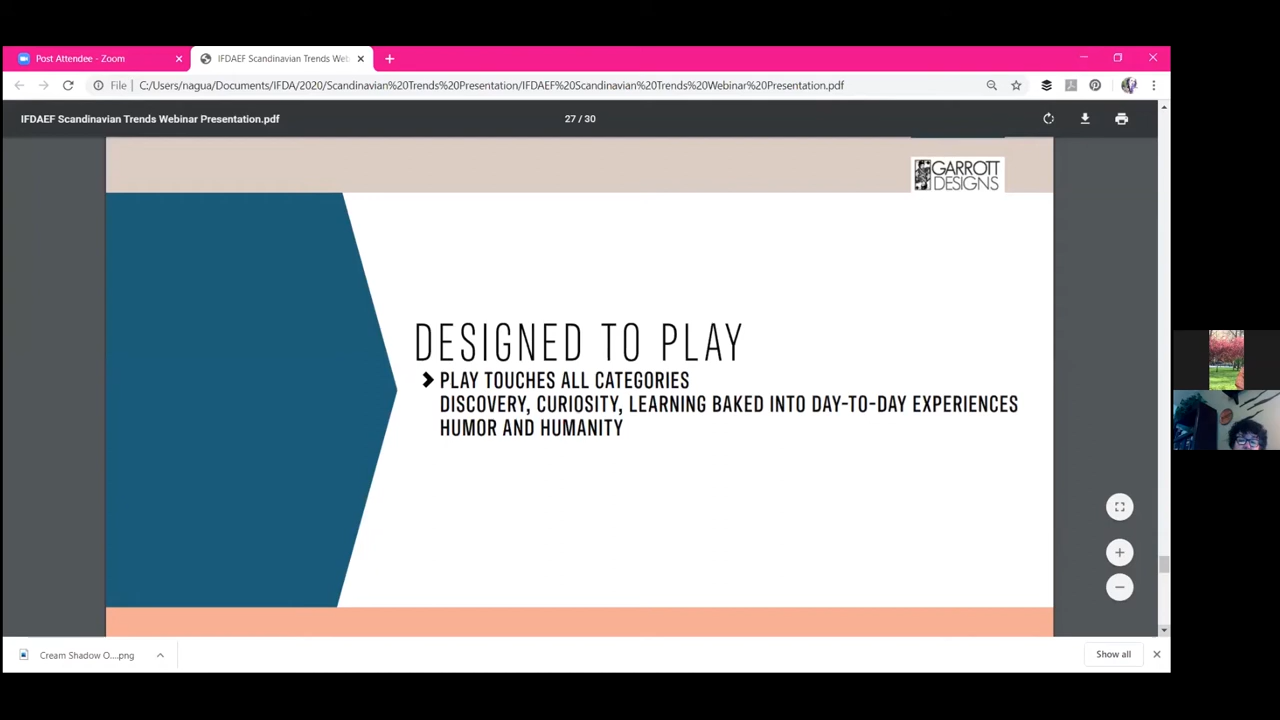 Post Attendee - Zoom
IFDAEF Scandinavian Trends Web
File
C:/Users/nagua/Documents/IFDA/2020/Scandinavian%20Trends%20Presentation/IFDAEF%20Scandinavian%20Trends%20Webinar%20Presentation.pdf
IFDAEF Scandinavian Trends Webinar Presentation.pdf
27 / 30
GARROTT
DESIGNS
DESIGNED TO PLAY
PLAY TOUCHES ALL CATEGORIES
DISCOVERY, CURIOSITY, LEARNING BAKED INTO DAY-TO-DAY EXPERIENCES
HUMOR AND HUMANITY
Cream Shadow O....png
Show all